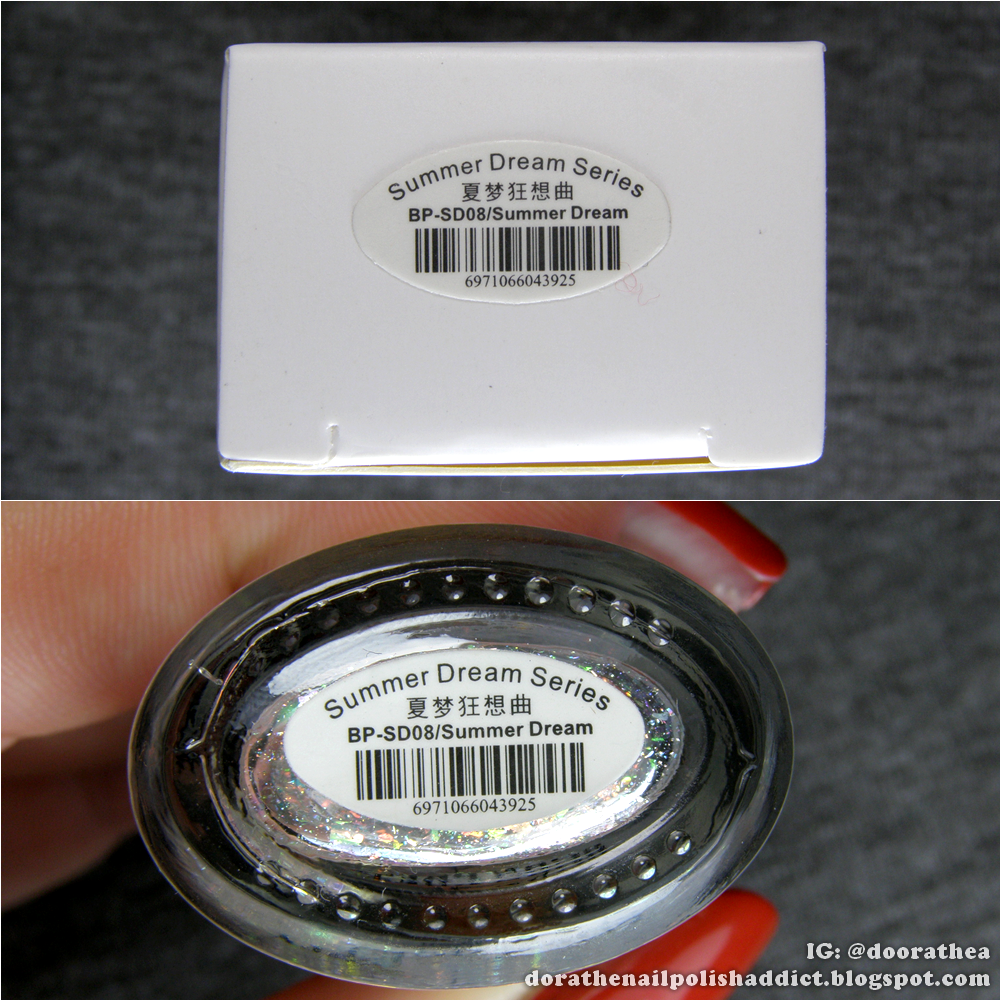 Summer Dream Series
夏梦狂想曲
BP-SD08/Summer Dream
6971066043925
Summer Dream Series
夏梦狂想曲
BP-SD08/Summer Dream
6971066043925
IG: @doorathea
dorathenailpolishaddict.blogspot.com